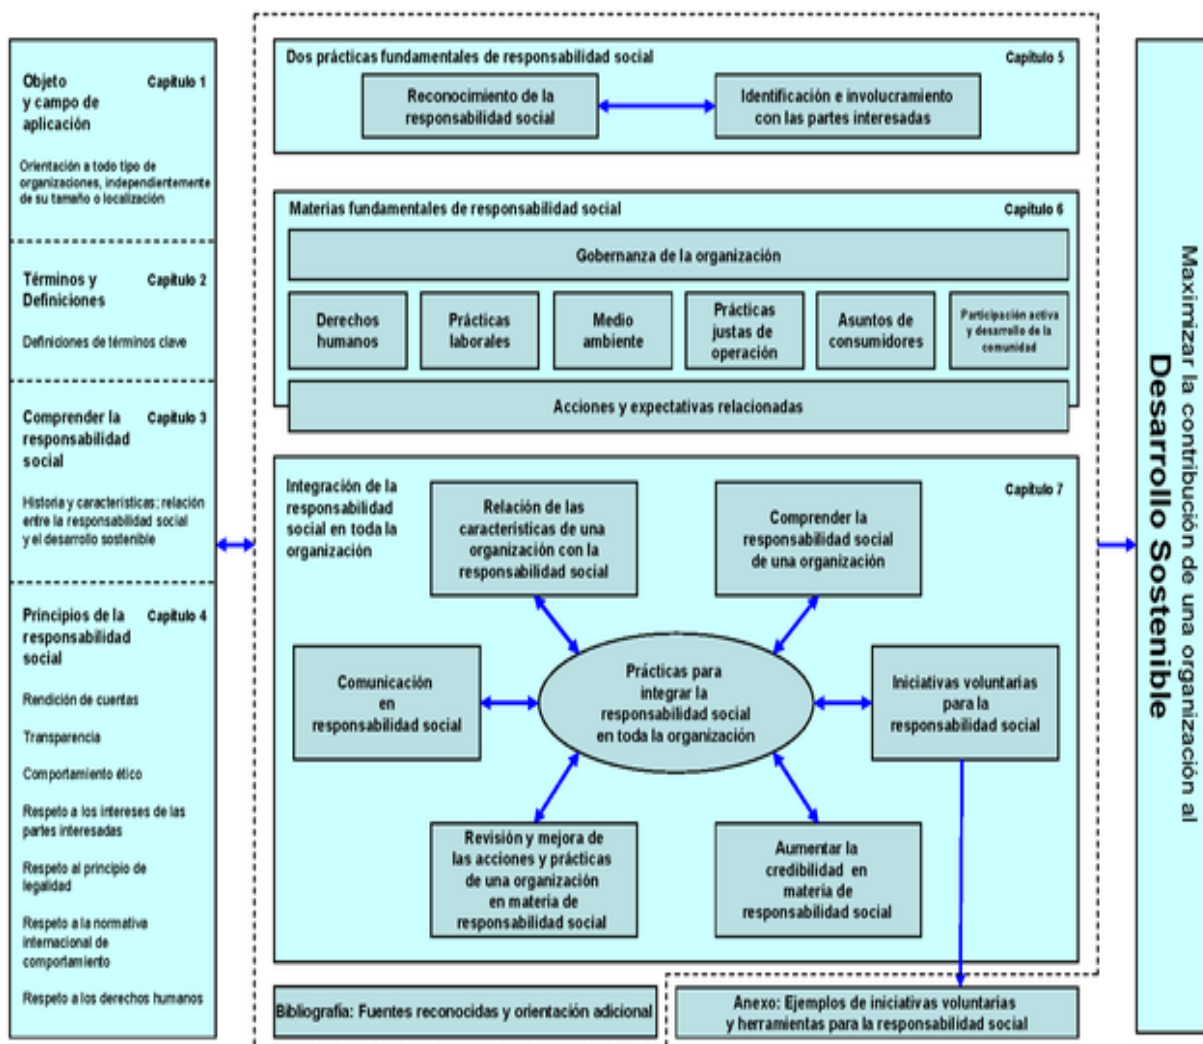 Objeto
y campo de
aplicación
Capítulo 1
Orientación a todo tipo de
organizaciones, independientemente
de su tamaño o localización
Términos y
Definiciones
Capítulo 2
Definiciones de términos clave
Comprender la
responsabilidad
social
Capítulo 3
Historia y características; relación
entre la responsabilidad social
y el desarrollo sostenible
Principios de la
responsabilidad
social
Capítulo 4
Rendición de cuentas
Transparencia
Comportamiento ético
Respeto a los intereses de las
partes interesadas
Respeto al principio de
legalidad
Respeto a la normativa
internacional de
comportamiento
Respeto a los derechos humanos
Dos prácticas fundamentales de responsabilidad social
Capítulo 5
Reconocimiento de la
responsabilidad social
Identificación e involucramiento
con las partes interesadas
Materias fundamentales de responsabilidad social
Capítulo 6
Gobernanza de la organización
Derechos
humanos
Prácticas
laborales
Medio
ambiente
Prácticas
justas de
operación
Asuntos de
consumidores
Participación activa
y desarrollo de la
comunidad
Acciones y expectativas relacionadas
Integración de la
responsabilidad
social en toda la
organización
Capítulo 7
Relación de las
características de una
organización con la
responsabilidad social
Comprender la
responsabilidad social
de una organización
Comunicación
en
responsabilidad social
Prácticas para
integrar la
responsabilidad social
en toda la organización
Iniciativas voluntarias
para la
responsabilidad social
Revisión y mejora de
las acciones y prácticas
de una organización
en materia de
responsabilidad social
Aumentar la
credibilidad en
materia de
responsabilidad social
Bibliografía: Fuentes reconocidas y orientación adicional
Anexo: Ejemplos de iniciativas voluntarias
y herramientas para la responsabilidad social
Maximizar la contribución de una organización al
Desarrollo Sostenible